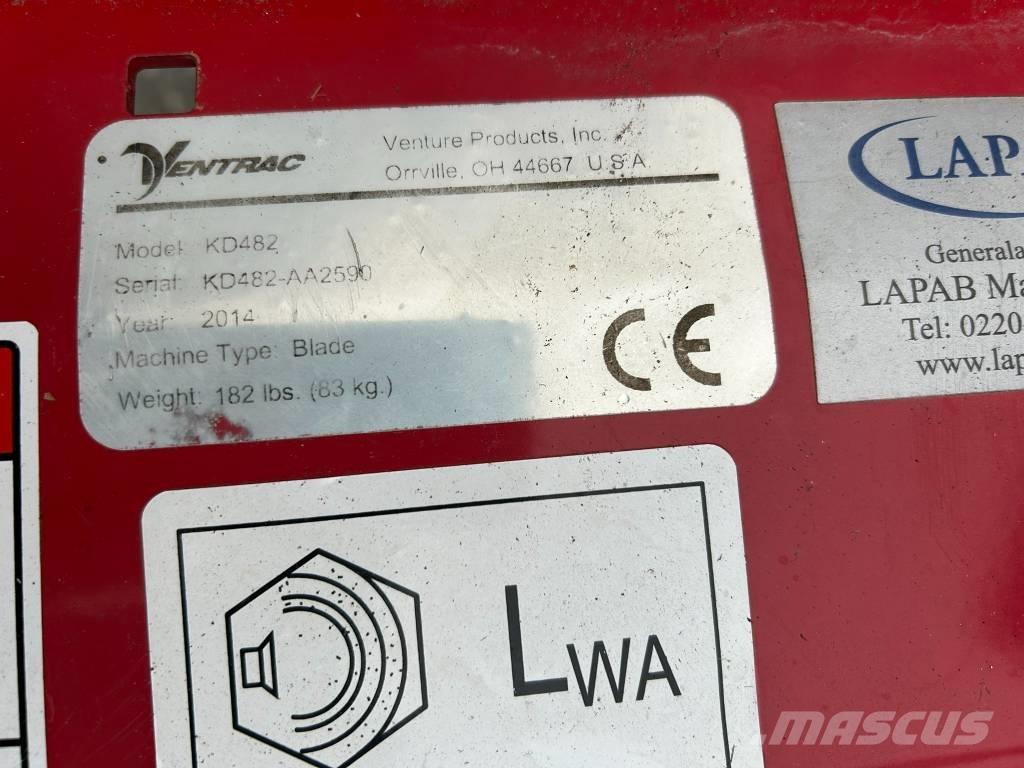 VENTRAC
Venture Products, Inc.
Orrville, OH 44667 U.S.A.
Model: KD482
Serial: KD482-AA2590
Year: 2014
Machine Type: Blade
Weight: 182 lbs. (83 kg.)
CE
LAP
Generala
LAPAB Ma
Tel: 0220
www.lap
LWA
MASCUS